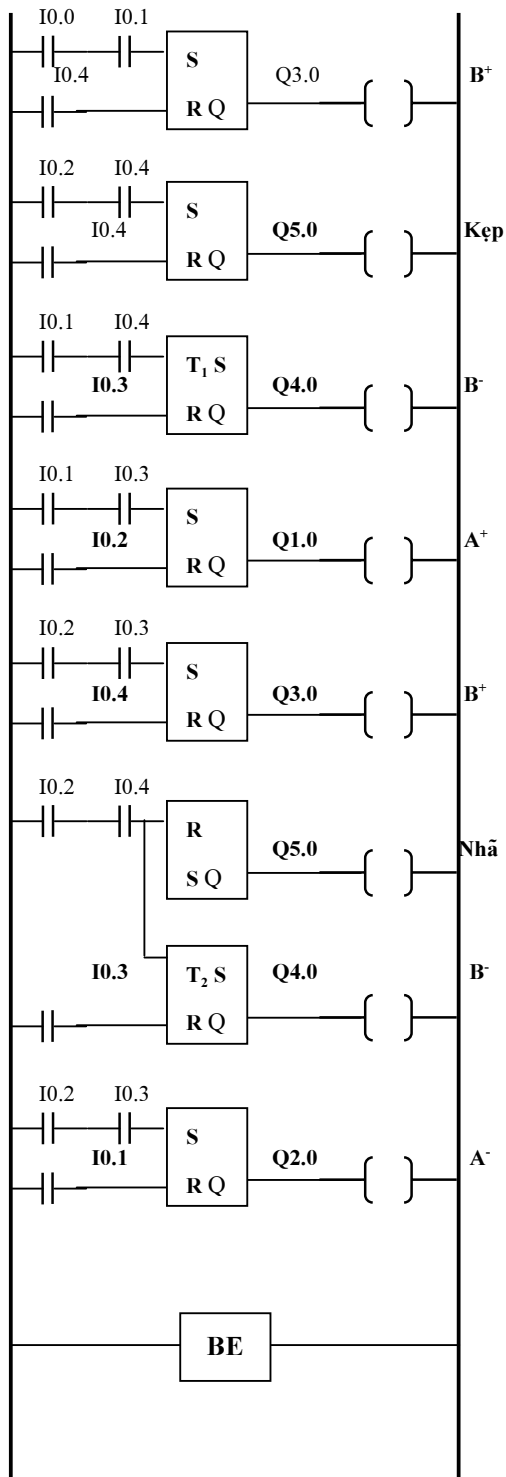 I0.0 I0.1
S
I0.4 Q3.0 B⁺
R Q
I0.2 I0.4
S
I0.4 Q5.0 Kẹp
R Q
I0.1 I0.4
T₁ S
I0.3 Q4.0 B⁻
R Q
I0.1 I0.3
S
I0.2 Q1.0 A⁺
R Q
I0.2 I0.3
S
I0.4 Q3.0 B⁺
R Q
I0.2 I0.4
R
Q5.0 Nhã
S Q
I0.3 T₂ S Q4.0 B⁻
R Q
I0.2 I0.3
S
I0.1 Q2.0 A⁻
R Q
BE